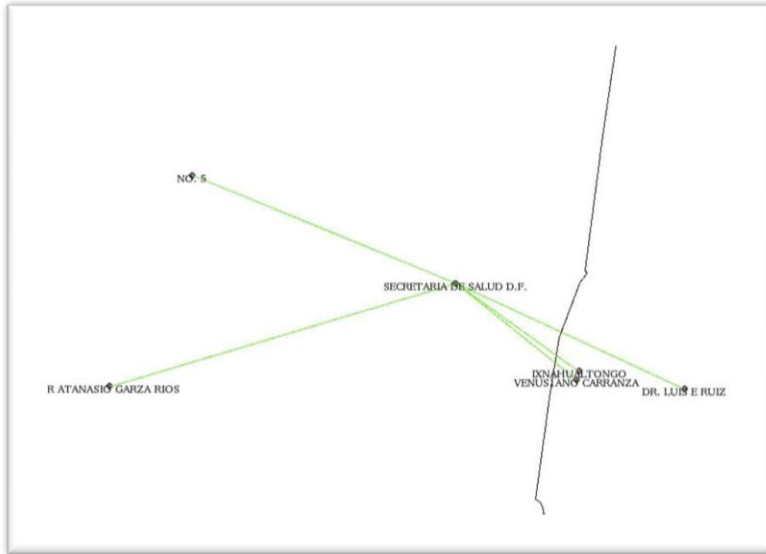 NO. 5
SECRETARIA DE SALUD D.F.
IXNAHUALTONGO
VENUSTIANO CARRANZA
R ATANASIO GARZA RIOS
DR. LUIS E RUIZ